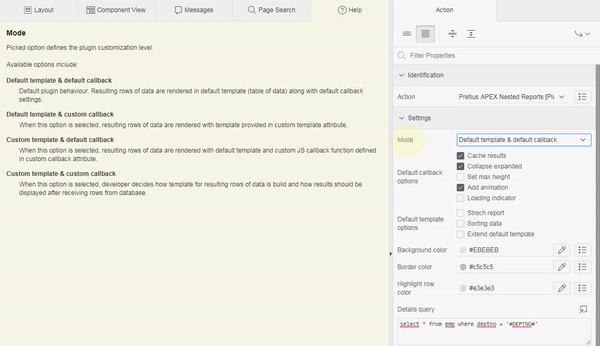 Layout
Component View
Messages
Page Search
Help
Action
Filter Properties
Mode
Picked option defines the plugin customization level.
Available options include:
Default template & default callback
Default plugin behaviour. Resulting rows of data are rendered in default template (table of data) along with default callback
settings.
Default template & custom callback
When this option is selected, resulting rows of data are rendered with template provided in custom template attribute.
Custom template & default callback
When this option is selected, resulting rows of data are rendered with default template and custom JS callback function defined
in custom callback attribute.
Custom template & custom callback
When this option is selected, developer decides how template for resulting rows of data is build and how results should be
displayed after receiving rows from database.
Identification
Action
Pretius APEX Nested Reports [Pl
Settings
Mode
Default template & default callback
Default callback
options
Cache results
Collapse expanded
Set max height
Add animation
Loading indicator
Default template
options
Strech report
Sorting data
Extend default template
Background color
#EBEBEB
Border color
#c5c5c5
Highlight row
color
#e3e3e3
Details query
select * from emp where deptno = '#DEPTNO#'